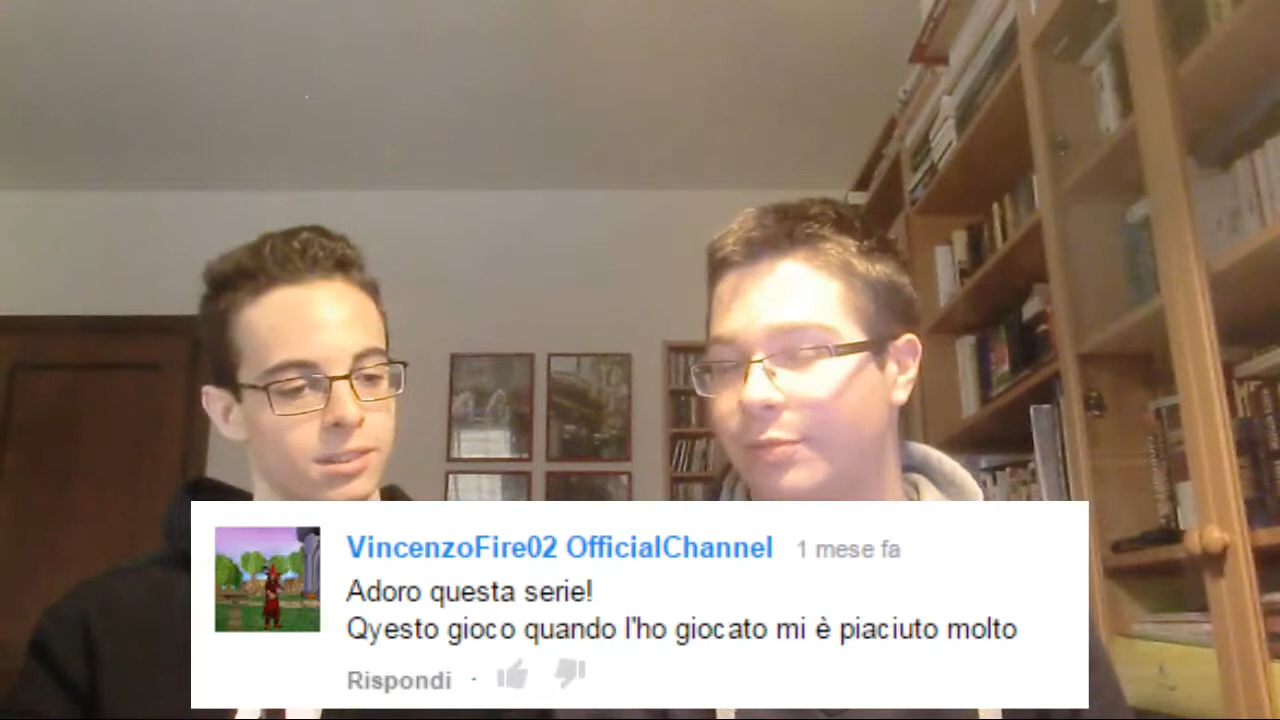 VincenzoFire02 OfficialChannel 1 mese fa
Adoro questa serie!
Qyesto gioco quando l'ho giocato mi è piaciuto molto
Rispondi ·